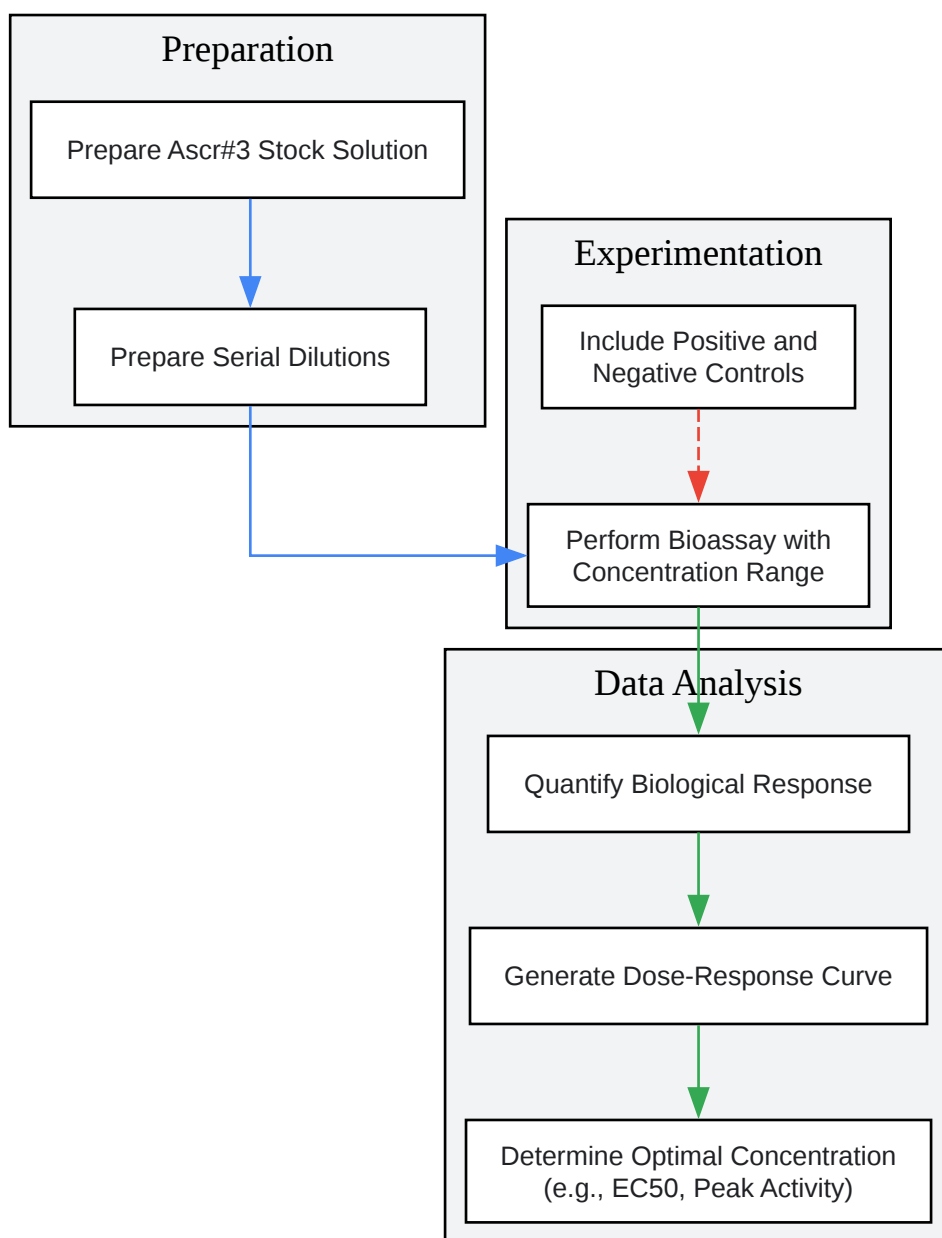 Preparation
Prepare Ascr#3 Stock Solution
Prepare Serial Dilutions
Experimentation
Include Positive and
Negative Controls
Perform Bioassay with
Concentration Range
Data Analysis
Quantify Biological Response
Generate Dose-Response Curve
Determine Optimal Concentration
(e.g., EC50, Peak Activity)